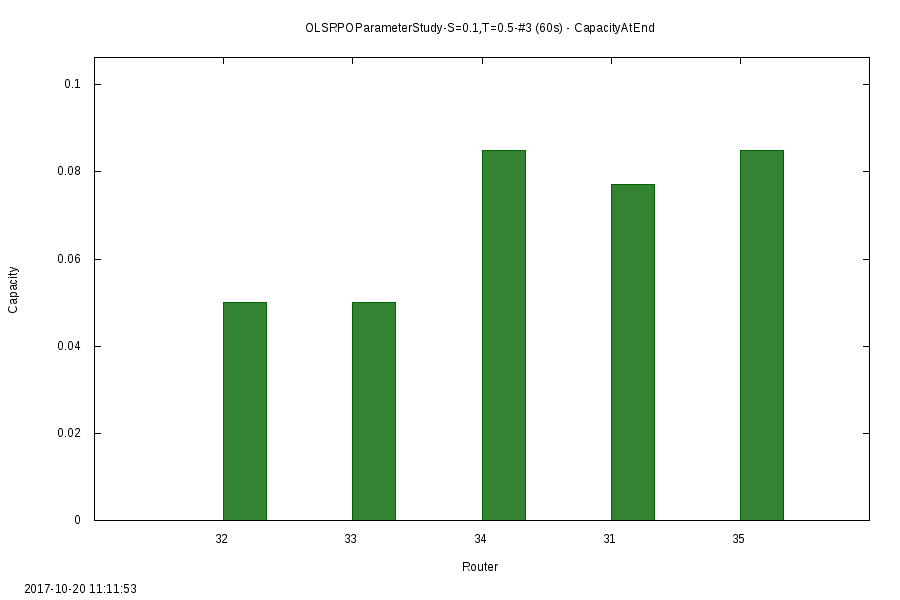 OLSRPOParameterStudy-S=0.1,T=0.5-#3 (60s) - CapacityAtEnd
0.1
0.08
0.06
0.04
0.02
0
Capacity
32 33 34 31 35
Router
2017-10-20 11:11:53